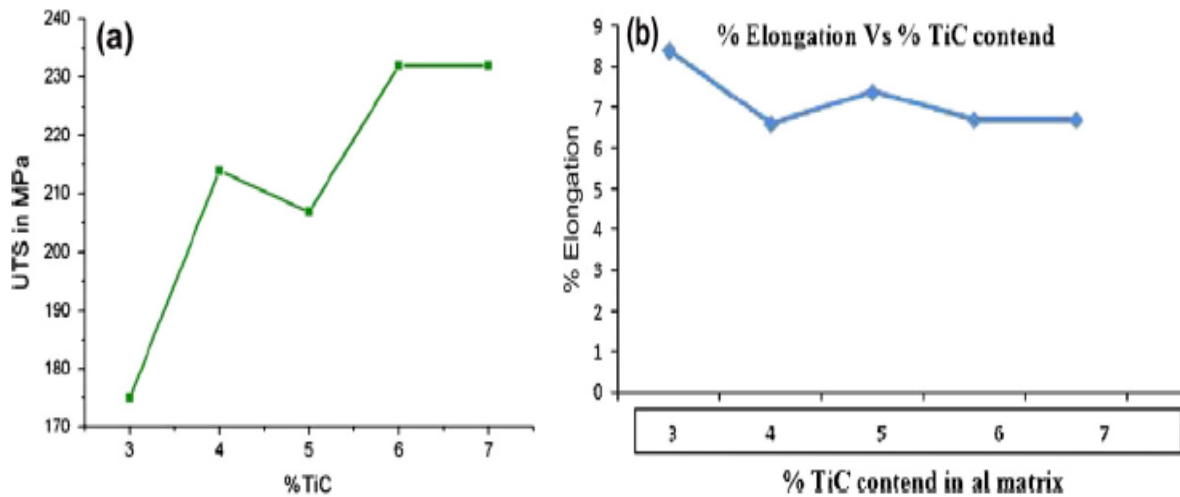 (a)
240
230
220
210
200
190
180
170
UTS in MPa
3 4 5 6 7
%TiC
(b)
% Elongation Vs % TiC contend
9
8
7
6
5
4
3
2
1
0
% Elongation
3 4 5 6 7
% TiC contend in al matrix